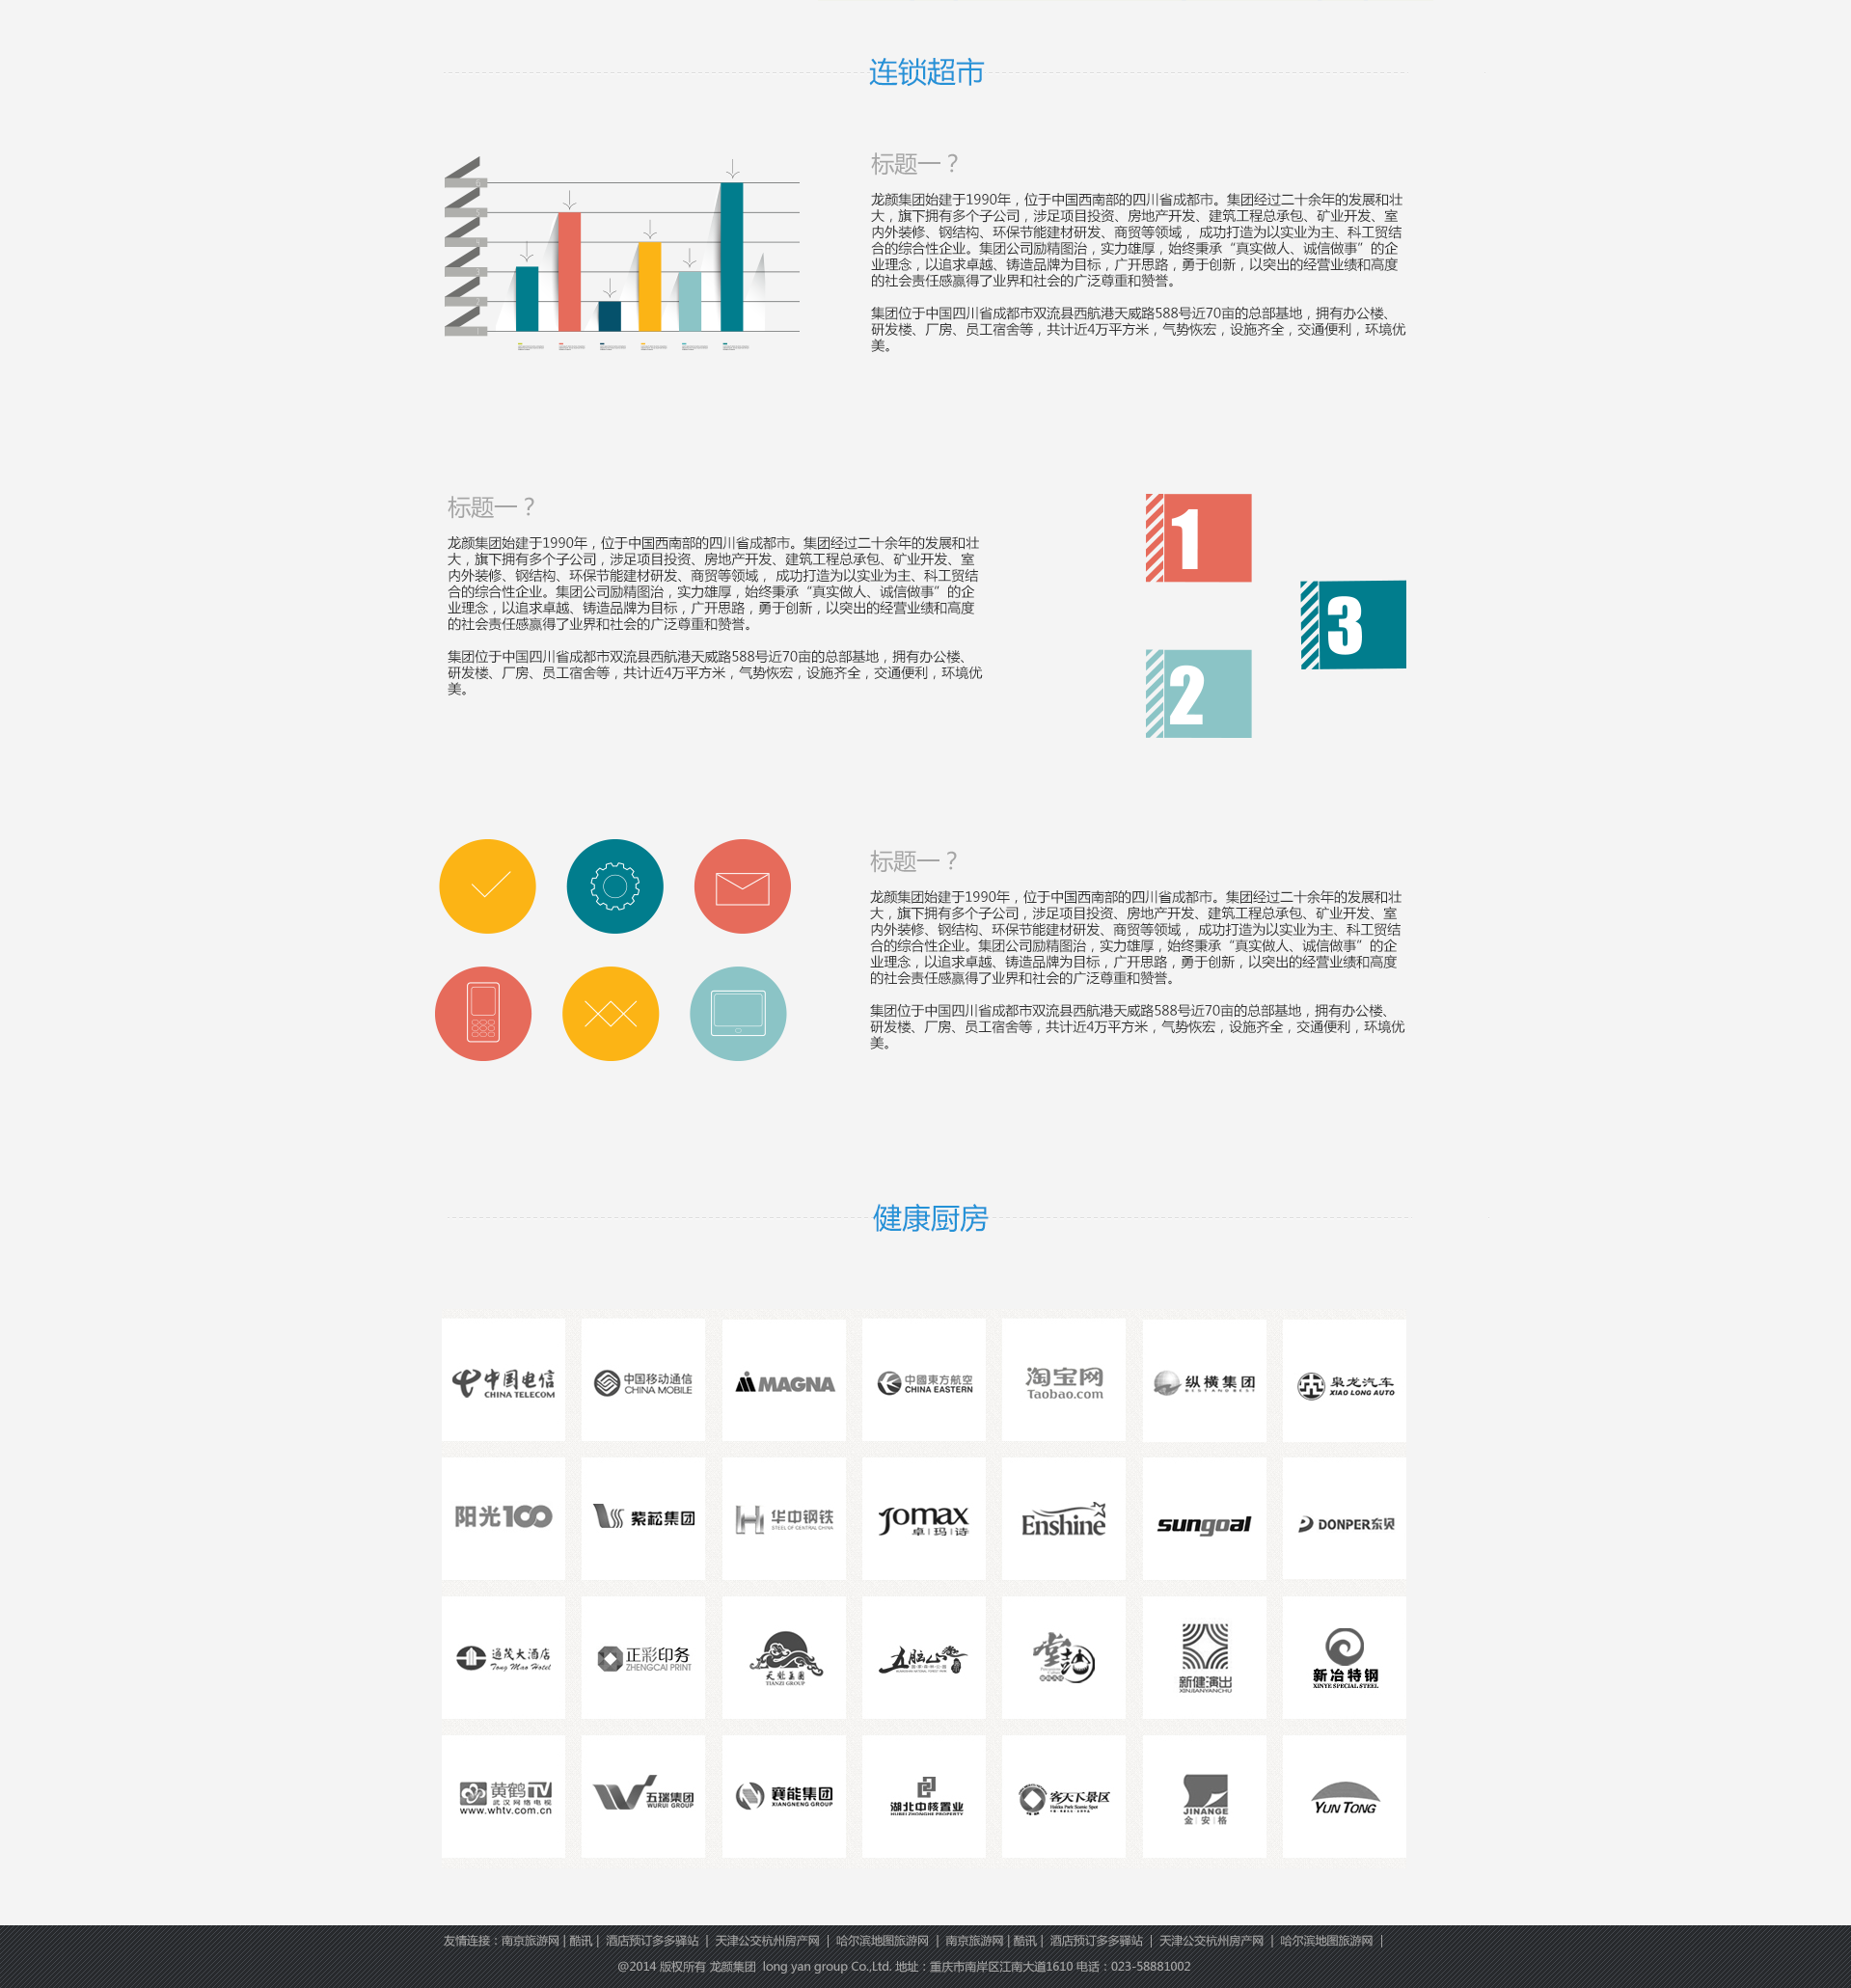 连锁超市
标题一？
龙颜集团始建于1990年，位于中国西南部的四川省成都市。集团经过二十余年的发展和壮
大，旗下拥有多个子公司，涉足项目投资、房地产开发、建筑工程总承包、矿业开发、室
内外装修、钢结构、环保节能建材研发、商贸等领域， 成功打造为以实业为主、科工贸结
合的综合性企业。集团公司励精图治，实力雄厚，始终秉承“真实做人、诚信做事”的企
业理念，以追求卓越、铸造品牌为目标，广开思路，勇于创新，以突出的经营业绩和高度
的社会责任感赢得了业界和社会的广泛尊重和赞誉。
集团位于中国四川省成都市双流县西航港天威路588号近70亩的总部基地，拥有办公楼、
研发楼、厂房、员工宿舍等，共计近4万平方米，气势恢宏，设施齐全，交通便利，环境优
美。
标题一？
龙颜集团始建于1990年，位于中国西南部的四川省成都市。集团经过二十余年的发展和壮
大，旗下拥有多个子公司，涉足项目投资、房地产开发、建筑工程总承包、矿业开发、室
内外装修、钢结构、环保节能建材研发、商贸等领域， 成功打造为以实业为主、科工贸结
合的综合性企业。集团公司励精图治，实力雄厚，始终秉承“真实做人、诚信做事”的企
业理念，以追求卓越、铸造品牌为目标，广开思路，勇于创新，以突出的经营业绩和高度
的社会责任感赢得了业界和社会的广泛尊重和赞誉。
集团位于中国四川省成都市双流县西航港天威路588号近70亩的总部基地，拥有办公楼、
研发楼、厂房、员工宿舍等，共计近4万平方米，气势恢宏，设施齐全，交通便利，环境优
美。
1
3
2
标题一？
龙颜集团始建于1990年，位于中国西南部的四川省成都市。集团经过二十余年的发展和壮
大，旗下拥有多个子公司，涉足项目投资、房地产开发、建筑工程总承包、矿业开发、室
内外装修、钢结构、环保节能建材研发、商贸等领域， 成功打造为以实业为主、科工贸结
合的综合性企业。集团公司励精图治，实力雄厚，始终秉承“真实做人、诚信做事”的企
业理念，以追求卓越、铸造品牌为目标，广开思路，勇于创新，以突出的经营业绩和高度
的社会责任感赢得了业界和社会的广泛尊重和赞誉。
集团位于中国四川省成都市双流县西航港天威路588号近70亩的总部基地，拥有办公楼、
研发楼、厂房、员工宿舍等，共计近4万平方米，气势恢宏，设施齐全，交通便利，环境优
美。
健康厨房
中国电信
CHINA TELECOM
中国移动通信
CHINA MOBILE
MAGNA
中國東方航空
CHINA EASTERN
淘宝网
Taobao.com
纵横集团
BEST AND BEST
枭龙汽车
XIAO LONG AUTO
阳光100
紫菘集团
华中钢铁
STEEL OF CENTRAL CHINA
Jomax
卓|玛|诗
Enshine
sungoal
DONPER东贝
通茂大酒店
Tong Mao Hotel
正彩印务
ZHENGCAI PRINT
TIANZI GROUP
新健演出
XINJIANYANCHU
新冶特钢
XINYE SPECIAL STEEL
黄鹤TV
武汉网络电视
www.whtv.com.cn
五瑞集团
WURUI GROUP
襄能集团
XIANGNENG GROUP
湖北中核置业
HUBEI ZHONGHE PROPERTY
客天下景区
Hakka Park Scenic Spot
JINANGE
金|安|格
YUN TONG
友情连接：南京旅游网 | 酷讯 | 酒店预订多多驿站 | 天津公交杭州房产网 | 哈尔滨地图旅游网 | 南京旅游网 | 酷讯 | 酒店预订多多驿站 | 天津公交杭州房产网 | 哈尔滨地图旅游网 |
@2014 版权所有 龙颜集团 long yan group Co.,Ltd. 地址：重庆市南岸区江南大道1610 电话：023-58881002